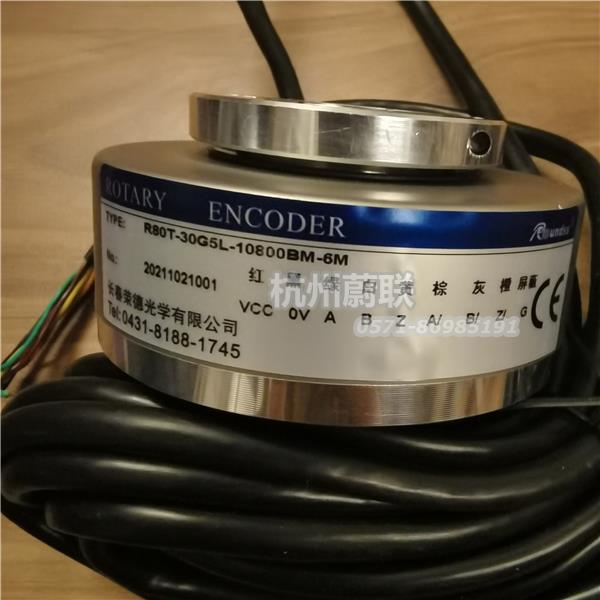 ROTARY ENCODER
Roundss
TYPE: R80T-30G5L-10800BM-6M
No: 20211021001
红 黑 绿 白 黄 棕 灰 橙 屏蔽
VCC 0V A B Z A/ B/ Z/ G
CE
长春荣德光学有限公司
Tel:0431-8188-1745
杭州蔚联
0571-86983191